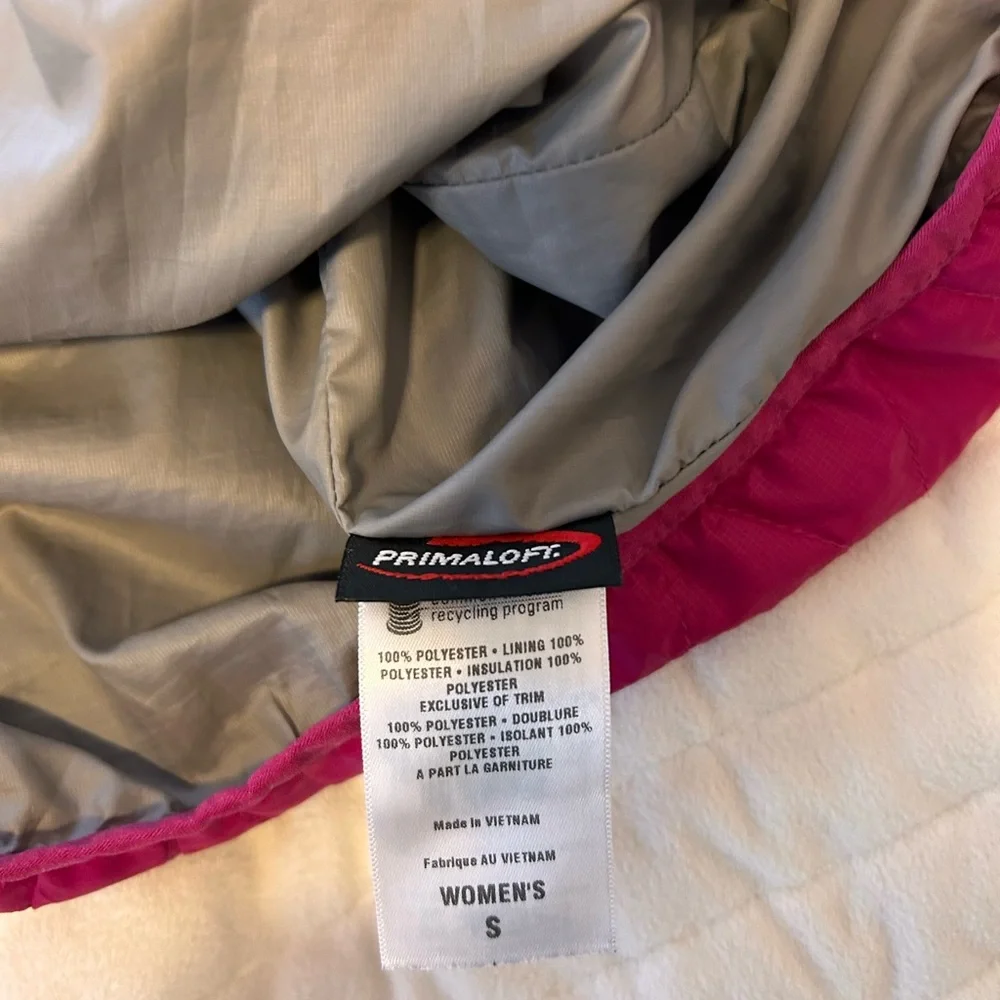 PRIMALOFT.
recycling program
100% POLYESTER • LINING 100%
POLYESTER • INSULATION 100%
POLYESTER
EXCLUSIVE OF TRIM
100% POLYESTER • DOUBLURE
100% POLYESTER • ISOLANT 100%
POLYESTER
A PART LA GARNITURE
Made in VIETNAM
Fabrique AU VIETNAM
WOMEN'S
S